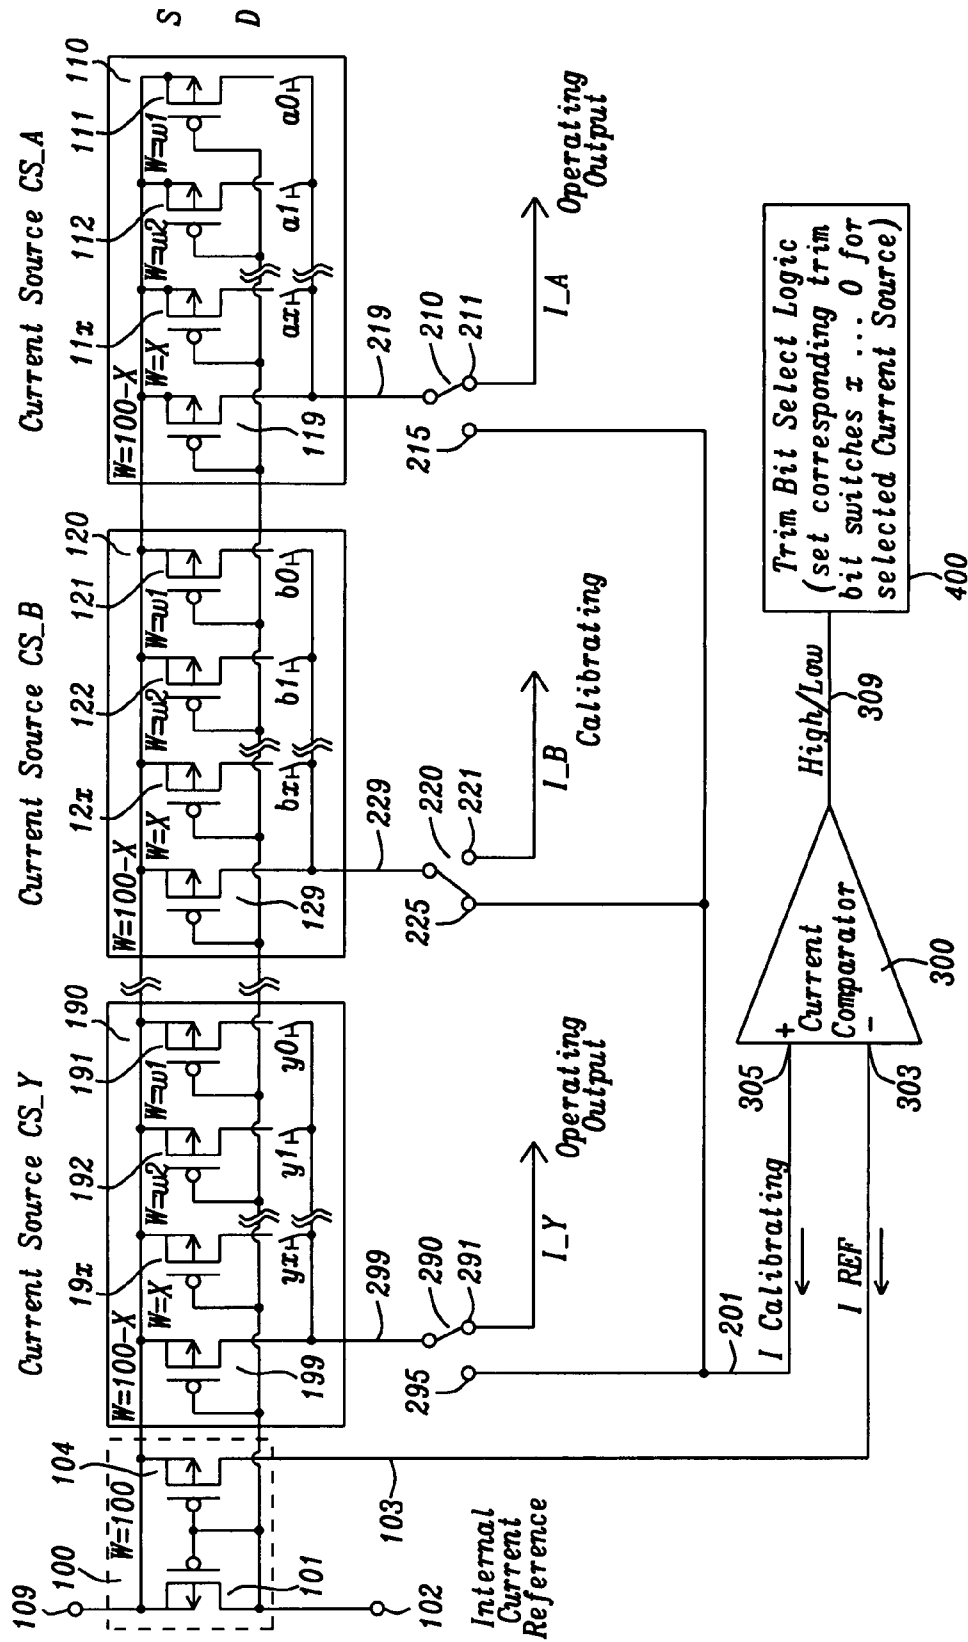 Current Source CS_Y
Current Source CS_B
Current Source CS_A
109
100
W=100
104
W=100-X
19x
W=X
192
W=w2
191
W=w1
190
W=100-X
12x
W=X
122
W=w2
121
W=w1
120
W=100-X
11x
W=X
112
W=w2
111
W=w1
110
S
D
101
199
yx
y1
y0
129
bx
b1
b0
119
ax
a1
a0
102
Internal
Current
Reference
103
299
295
290
291
I_Y
Operating
Output
229
225
220
221
I_B
Calibrating
219
215
210
211
I_A
Operating
Output
201
I Calibrating
I REF
305
303
+
Current
Comparator
-
300
High/Low
309
Trim Bit Select Logic
(set corresponding trim
bit switches x ... 0 for
selected Current Source)
400